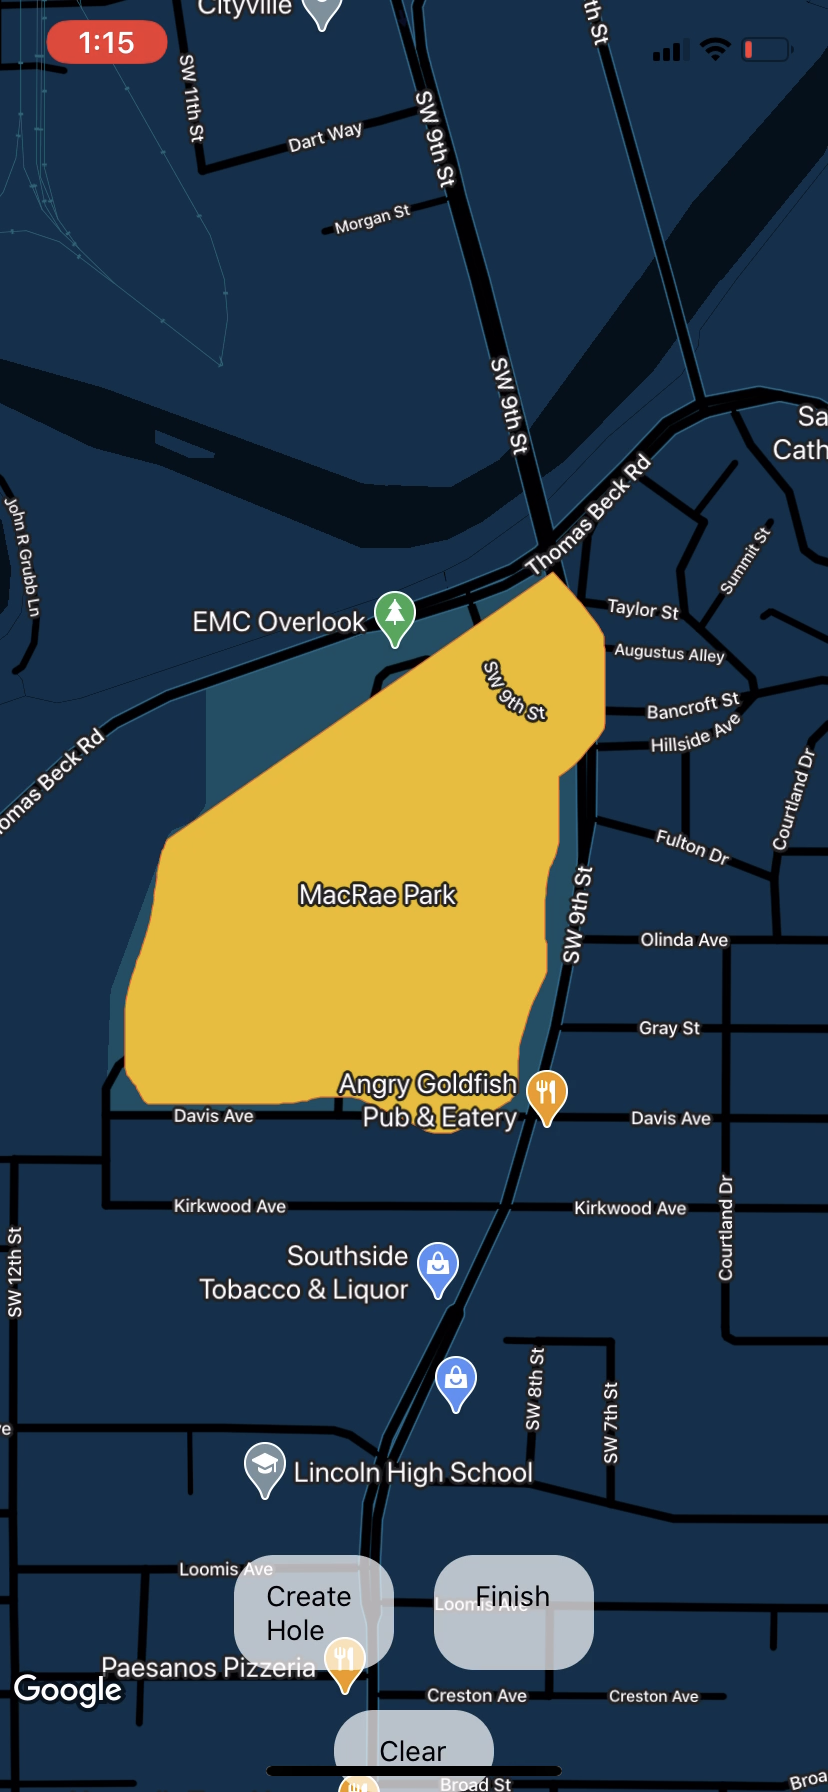 Cityville
1:15
th St
SW 11th St
Dart Way
SW 9th St
Morgan St
SW 9th St
Sa
Cath
Thomas Beck Rd
John R Grubb Ln
Summit St
EMC Overlook
Taylor St
Augustus Alley
SW 9th St
Bancroft St
Hillside Ave
omas Beck Rd
Courtland Dr
Fulton Dr
MacRae Park
SW 9th St
Olinda Ave
Gray St
Angry Goldfish
Pub & Eatery
Davis Ave
Davis Ave
Kirkwood Ave
Kirkwood Ave
Courtland Dr
SW 12th St
Southside
Tobacco & Liquor
SW 8th St
SW 7th St
ve
Lincoln High School
Loomis Ave
Create
Hole
Finish
Loomis Ave
Paesanos Pizzeria
Google
Creston Ave
Creston Ave
Clear
Broad St
Broa